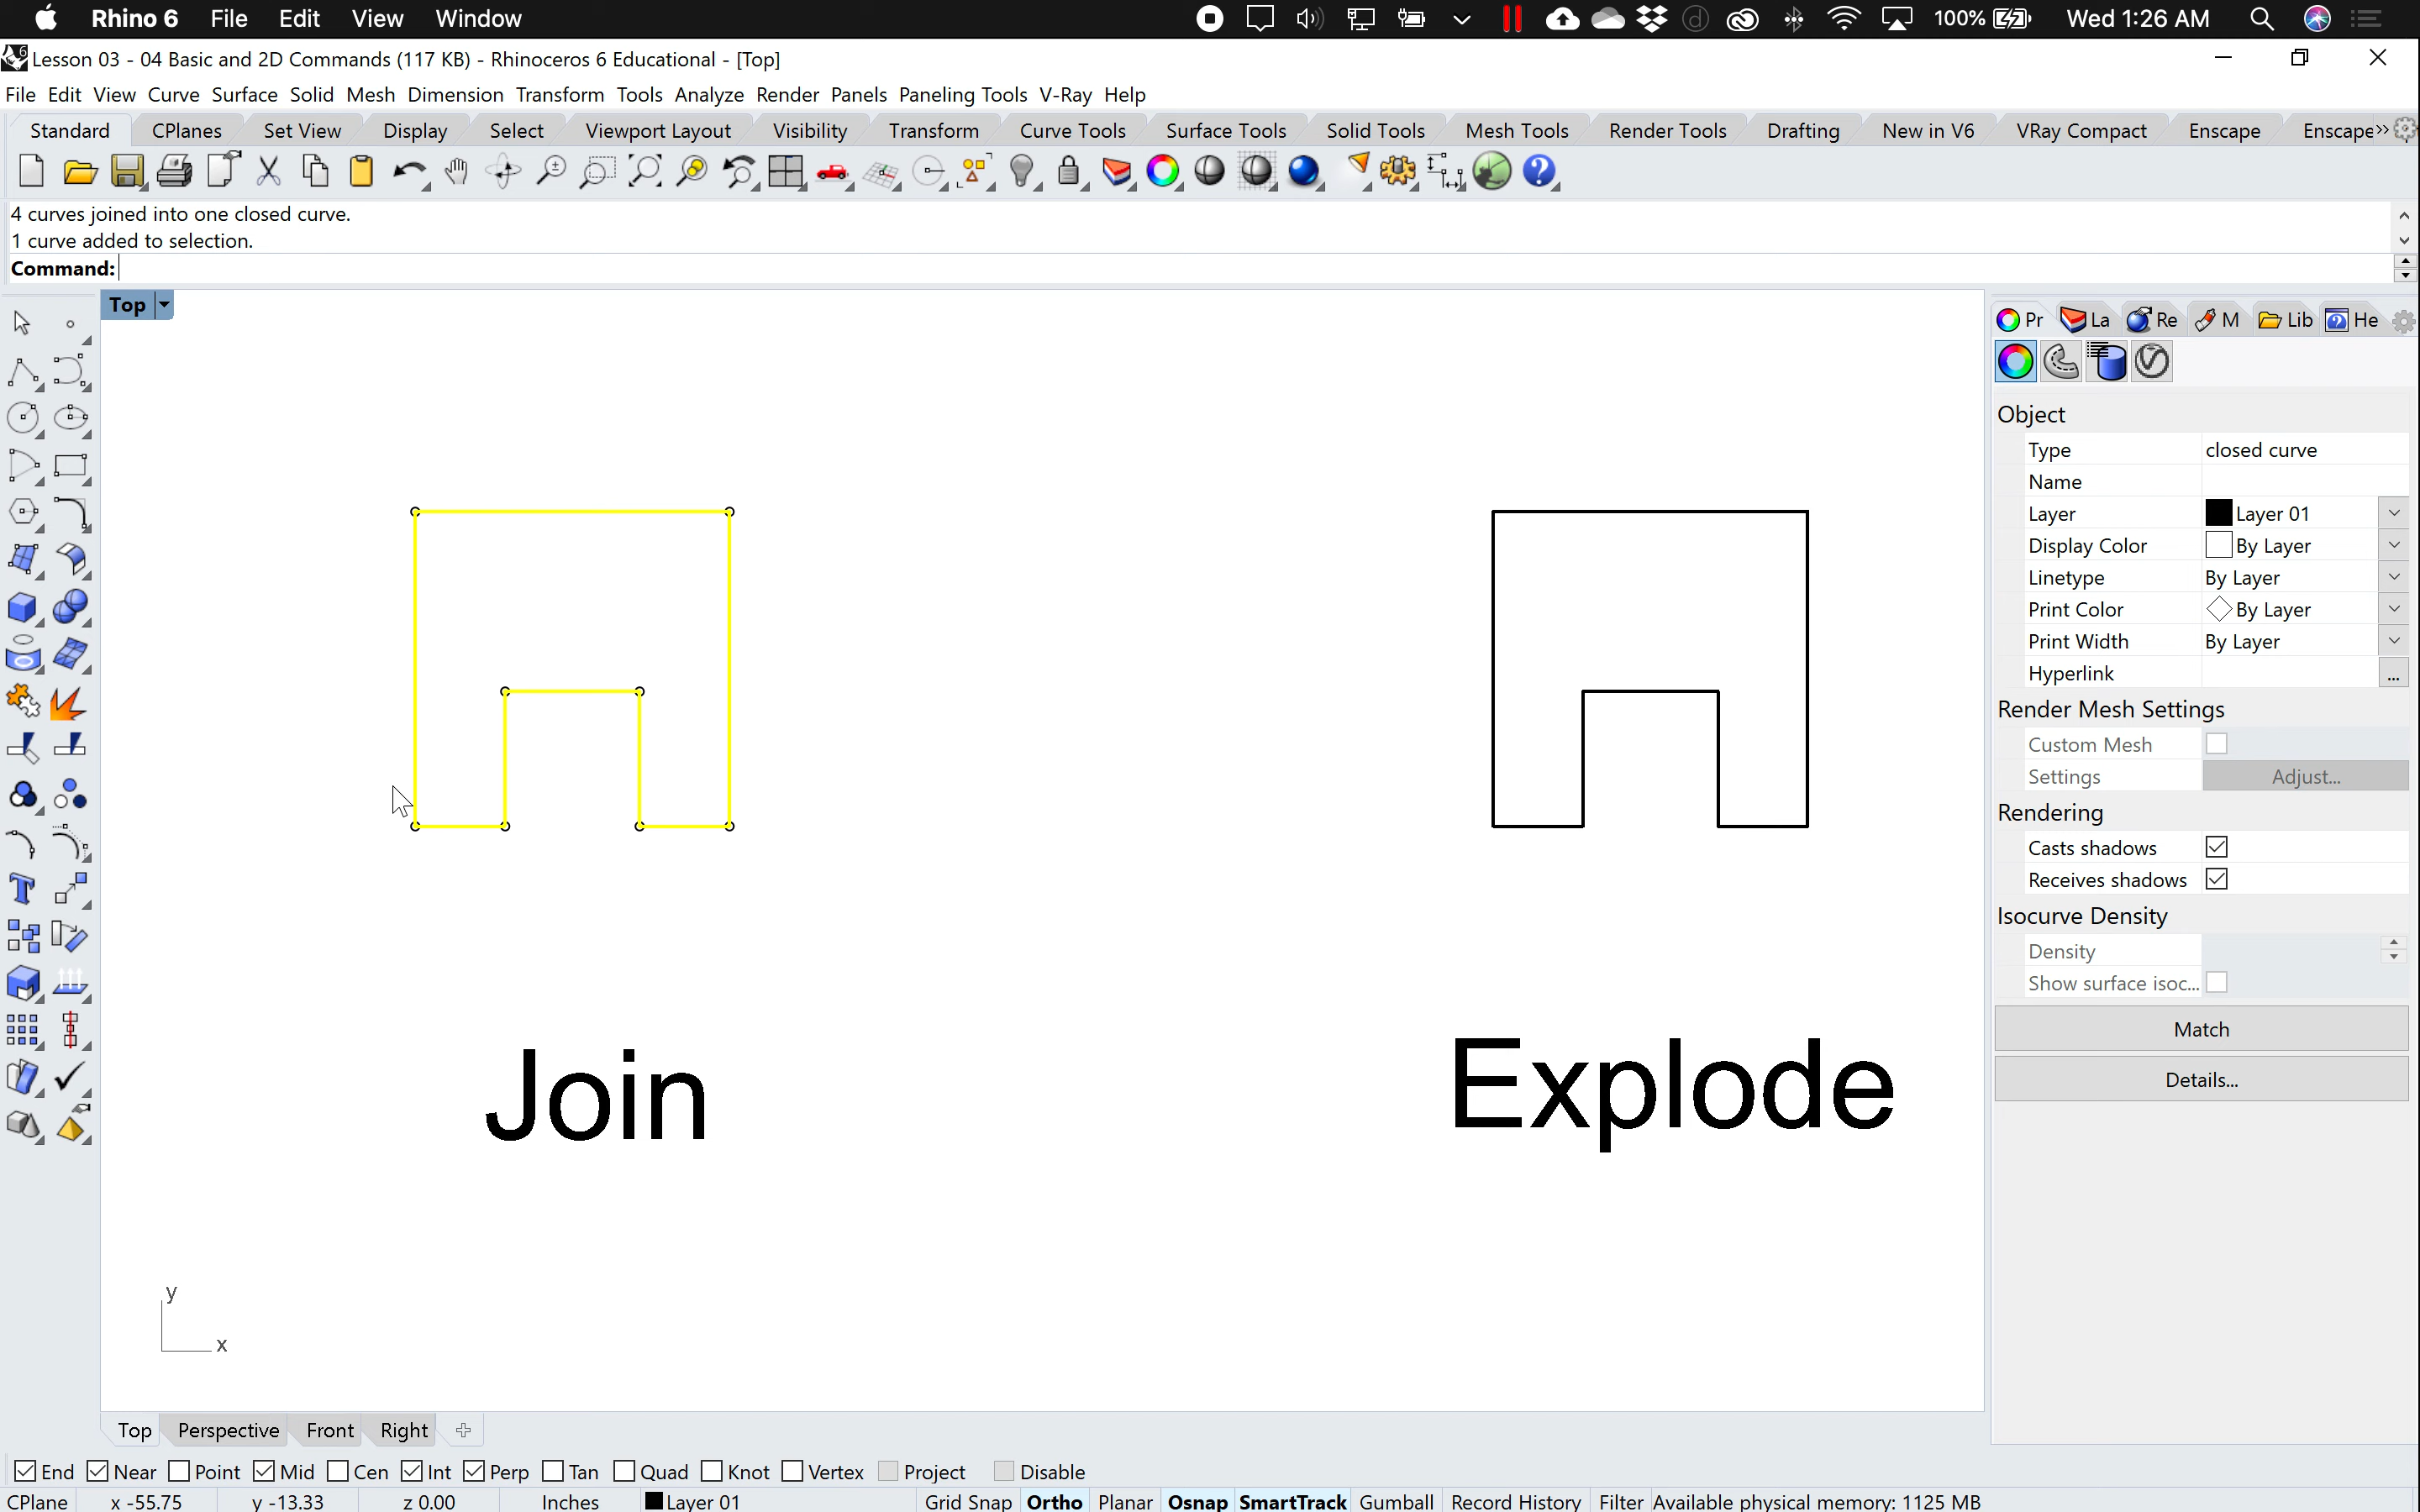 Rhino 6 File Edit View Window 100% Wed 1:26 AM
Lesson 03 - 04 Basic and 2D Commands (117 KB) - Rhinoceros 6 Educational - [Top]
File Edit View Curve Surface Solid Mesh Dimension Transform Tools Analyze Render Panels Paneling Tools V-Ray Help
Standard CPlanes Set View Display Select Viewport Layout Visibility Transform Curve Tools Surface Tools Solid Tools Mesh Tools Render Tools Drafting New in V6 VRay Compact Enscape Enscape»
4 curves joined into one closed curve.
1 curve added to selection.
Command:
Top
Pr La Re M Lib He
Object
Type closed curve
Name
Layer Layer 01
Display Color By Layer
Linetype By Layer
Print Color By Layer
Print Width By Layer
Hyperlink ...
Render Mesh Settings
Custom Mesh
Settings Adjust...
Rendering
Casts shadows
Receives shadows
Isocurve Density
Density
Show surface isoc...
Match
Details...
Join
Explode
y
x
Top Perspective Front Right
End Near Point Mid Cen Int Perp Tan Quad Knot Vertex Project Disable
CPlane x -55.75 y -13.33 z 0.00 Inches Layer 01 Grid Snap Ortho Planar Osnap SmartTrack Gumball Record History Filter Available physical memory: 1125 MB